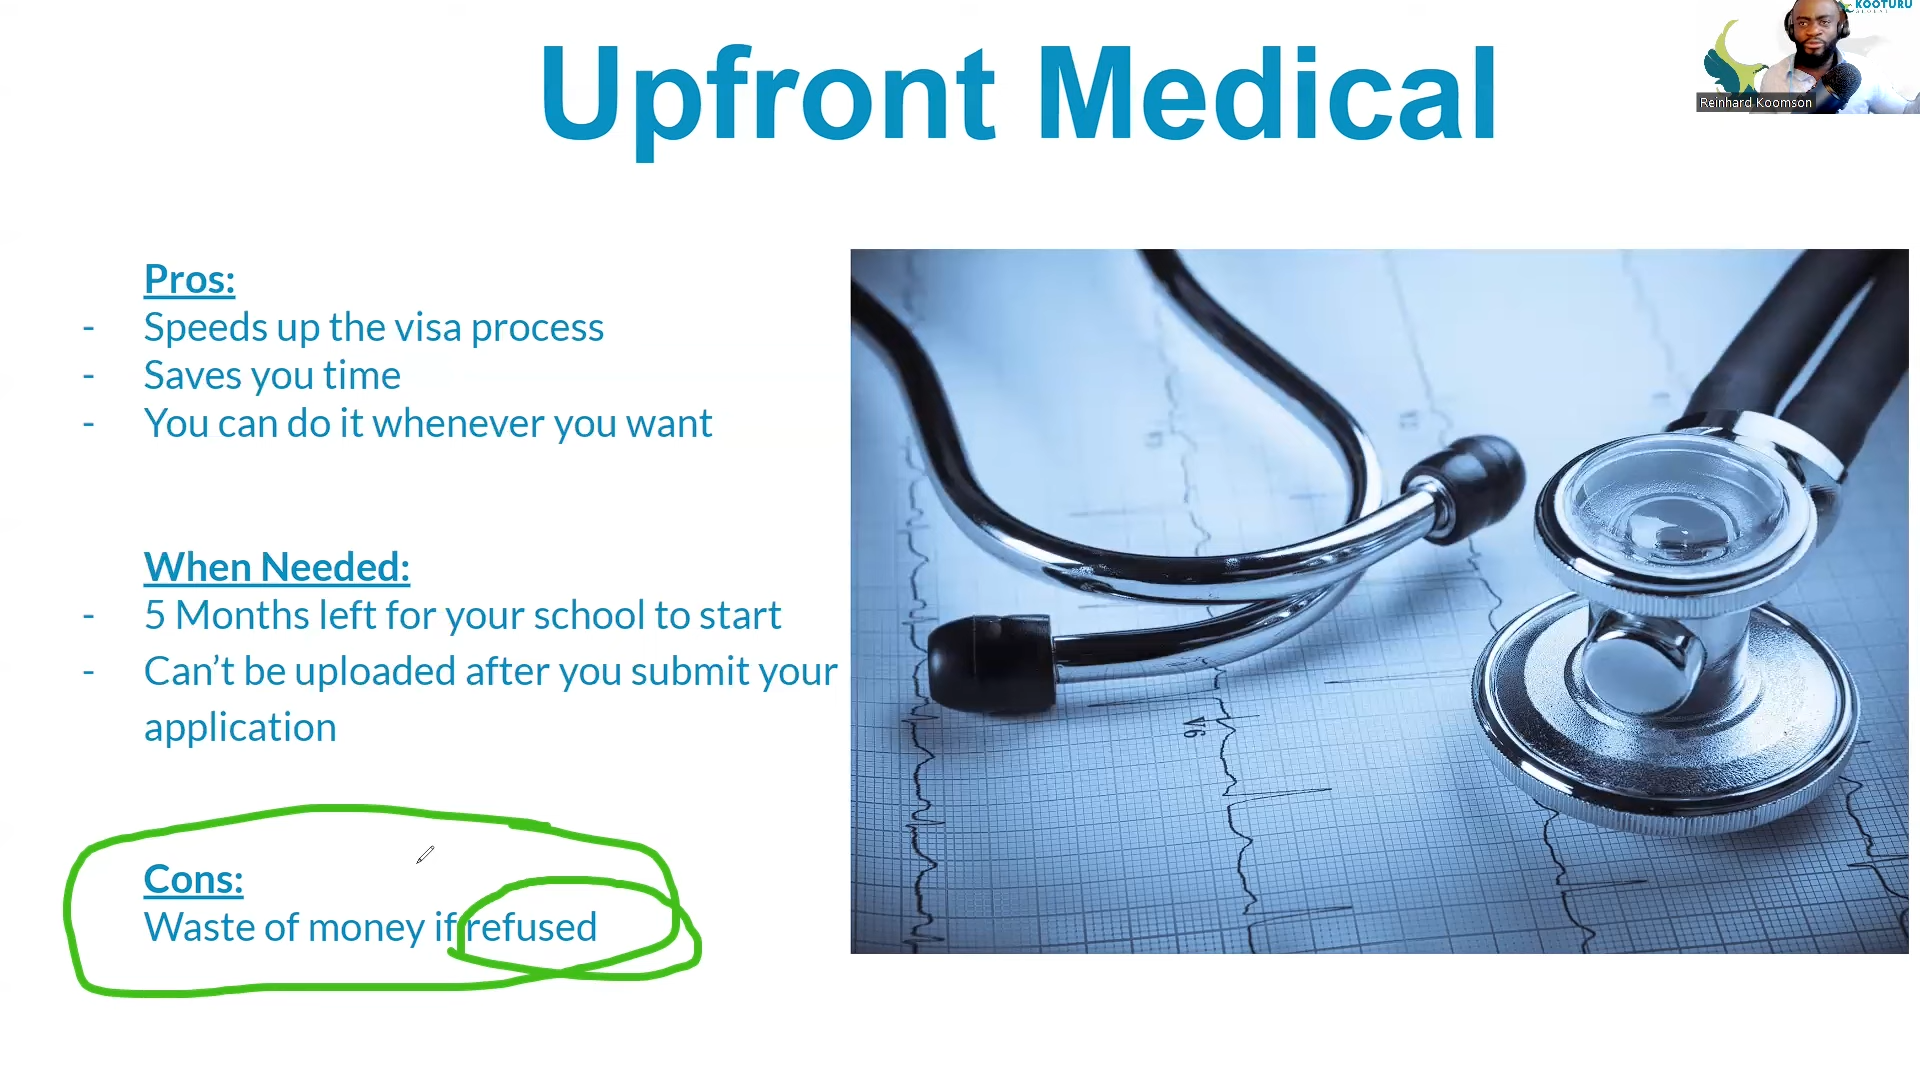 KOOTURU
Upfront Medical
Reinhard Koomson
Pros:
- Speeds up the visa process
- Saves you time
- You can do it whenever you want
When Needed:
- 5 Months left for your school to start
- Can’t be uploaded after you submit your
application
Cons:
Waste of money if refused
V6